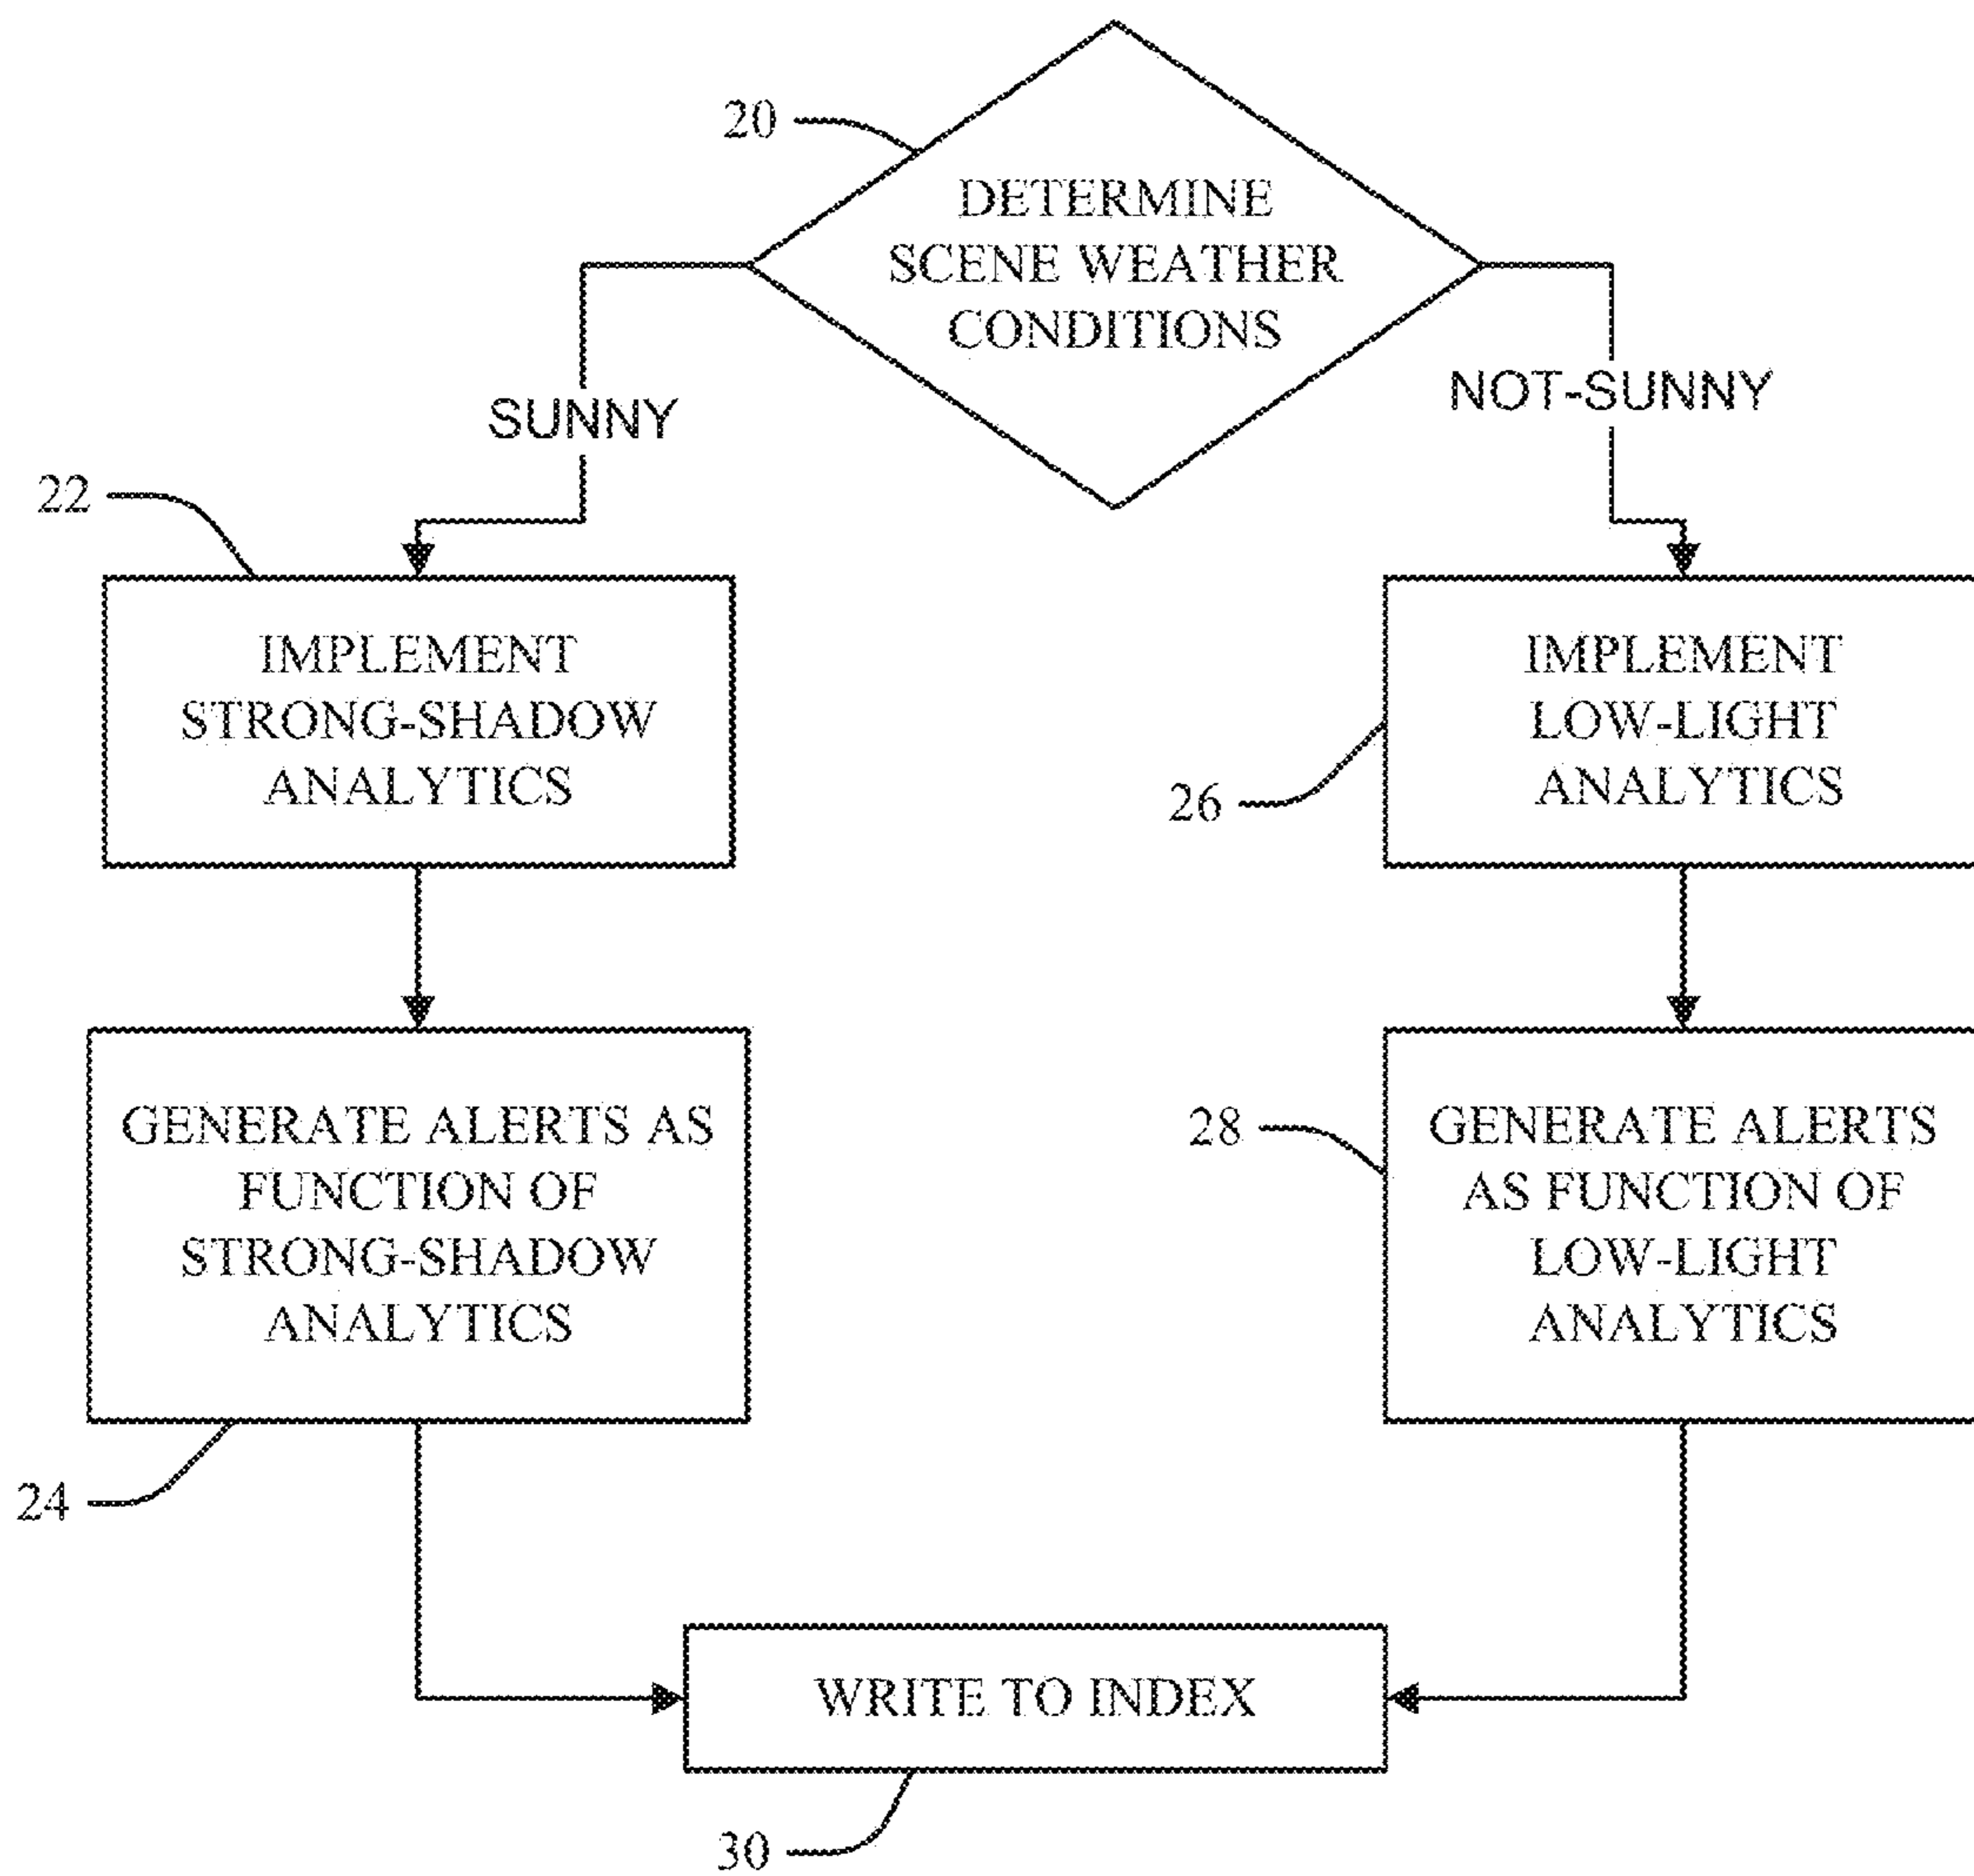 20
DETERMINE
SCENE WEATHER
CONDITIONS
SUNNY
NOT-SUNNY
22
IMPLEMENT
STRONG-SHADOW
ANALYTICS
26
IMPLEMENT
LOW-LIGHT
ANALYTICS
GENERATE ALERTS AS
FUNCTION OF
STRONG-SHADOW
ANALYTICS
24
28
GENERATE ALERTS
AS FUNCTION OF
LOW-LIGHT
ANALYTICS
WRITE TO INDEX
30